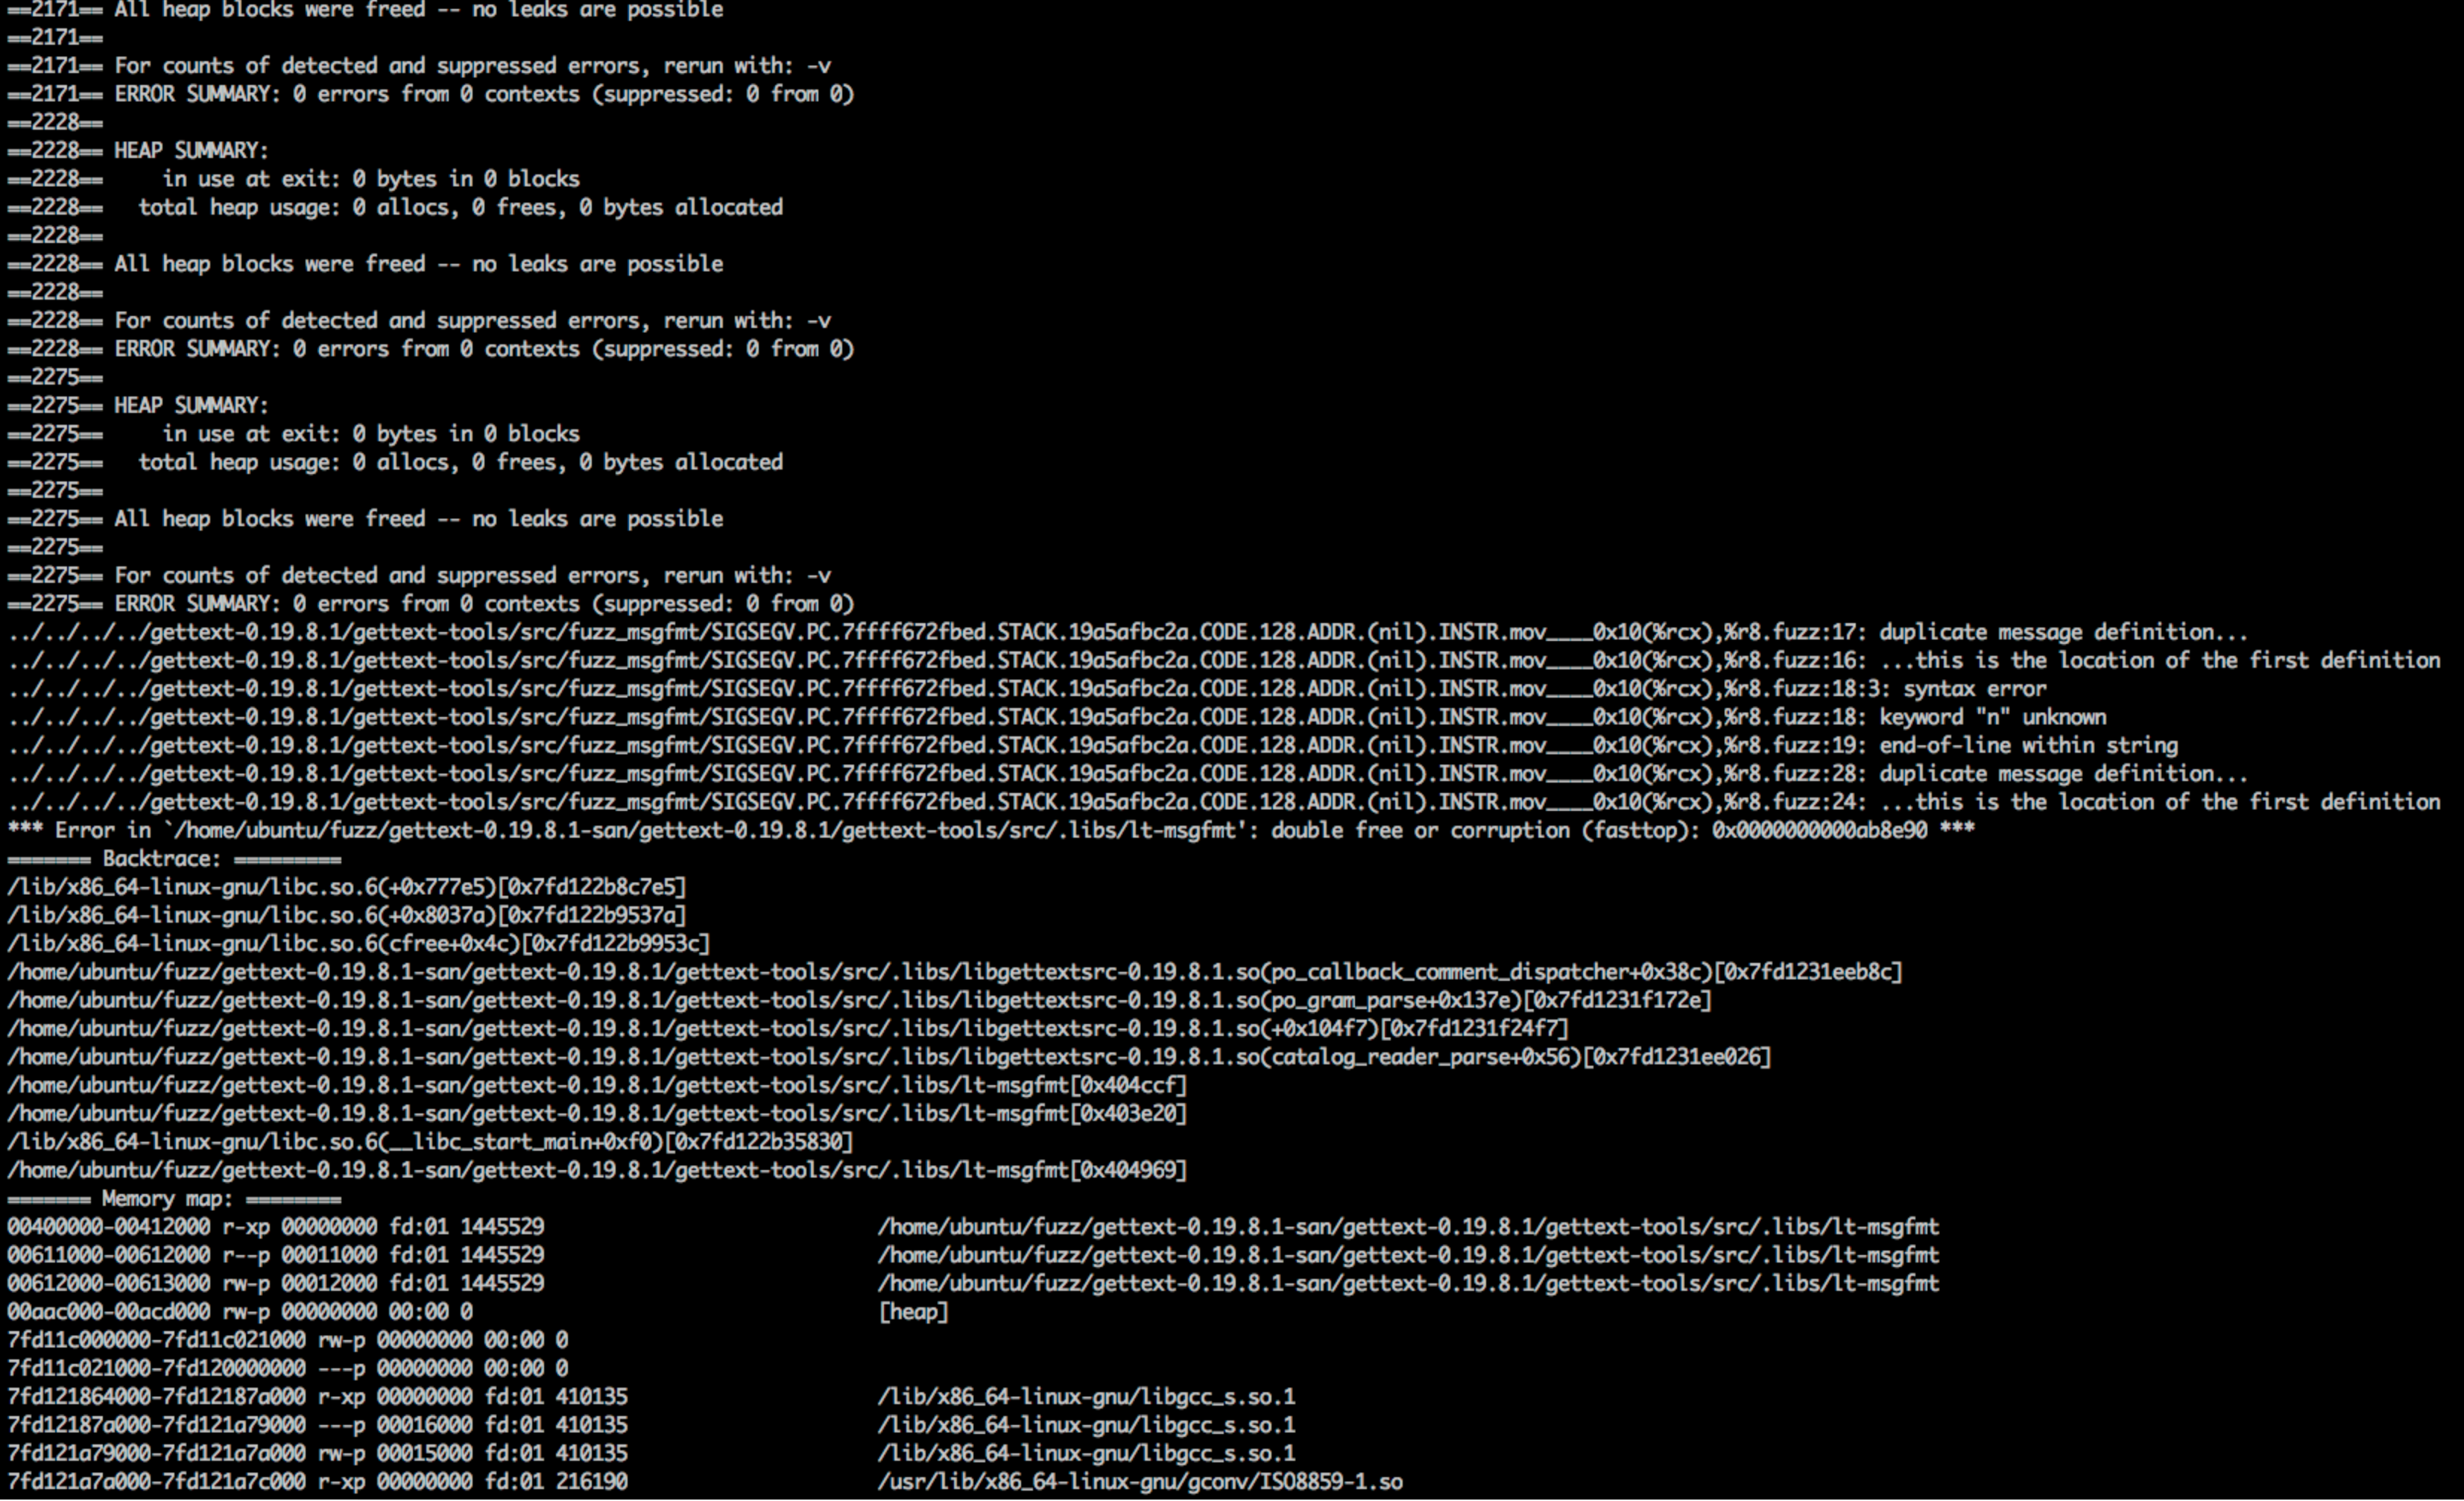 ==2171== All heap blocks were freed -- no leaks are possible
==2171==
==2171== For counts of detected and suppressed errors, rerun with: -v
==2171== ERROR SUMMARY: 0 errors from 0 contexts (suppressed: 0 from 0)
==2228==
==2228== HEAP SUMMARY:
==2228==     in use at exit: 0 bytes in 0 blocks
==2228==   total heap usage: 0 allocs, 0 frees, 0 bytes allocated
==2228==
==2228== All heap blocks were freed -- no leaks are possible
==2228==
==2228== For counts of detected and suppressed errors, rerun with: -v
==2228== ERROR SUMMARY: 0 errors from 0 contexts (suppressed: 0 from 0)
==2275==
==2275== HEAP SUMMARY:
==2275==     in use at exit: 0 bytes in 0 blocks
==2275==   total heap usage: 0 allocs, 0 frees, 0 bytes allocated
==2275==
==2275== All heap blocks were freed -- no leaks are possible
==2275==
==2275== For counts of detected and suppressed errors, rerun with: -v
==2275== ERROR SUMMARY: 0 errors from 0 contexts (suppressed: 0 from 0)
../../../../gettext-0.19.8.1/gettext-tools/src/fuzz_msgfmt/SIGSEGV.PC.7ffff672fbed.STACK.19a5afbc2a.CODE.128.ADDR.(nil).INSTR.mov____0x10(%rcx),%r8.fuzz:17: duplicate message definition...
../../../../gettext-0.19.8.1/gettext-tools/src/fuzz_msgfmt/SIGSEGV.PC.7ffff672fbed.STACK.19a5afbc2a.CODE.128.ADDR.(nil).INSTR.mov____0x10(%rcx),%r8.fuzz:16: ...this is the location of the first definition
../../../../gettext-0.19.8.1/gettext-tools/src/fuzz_msgfmt/SIGSEGV.PC.7ffff672fbed.STACK.19a5afbc2a.CODE.128.ADDR.(nil).INSTR.mov____0x10(%rcx),%r8.fuzz:18:3: syntax error
../../../../gettext-0.19.8.1/gettext-tools/src/fuzz_msgfmt/SIGSEGV.PC.7ffff672fbed.STACK.19a5afbc2a.CODE.128.ADDR.(nil).INSTR.mov____0x10(%rcx),%r8.fuzz:18: keyword "n" unknown
../../../../gettext-0.19.8.1/gettext-tools/src/fuzz_msgfmt/SIGSEGV.PC.7ffff672fbed.STACK.19a5afbc2a.CODE.128.ADDR.(nil).INSTR.mov____0x10(%rcx),%r8.fuzz:19: end-of-line within string
../../../../gettext-0.19.8.1/gettext-tools/src/fuzz_msgfmt/SIGSEGV.PC.7ffff672fbed.STACK.19a5afbc2a.CODE.128.ADDR.(nil).INSTR.mov____0x10(%rcx),%r8.fuzz:28: duplicate message definition...
../../../../gettext-0.19.8.1/gettext-tools/src/fuzz_msgfmt/SIGSEGV.PC.7ffff672fbed.STACK.19a5afbc2a.CODE.128.ADDR.(nil).INSTR.mov____0x10(%rcx),%r8.fuzz:24: ...this is the location of the first definition
*** Error in `/home/ubuntu/fuzz/gettext-0.19.8.1-san/gettext-0.19.8.1/gettext-tools/src/.libs/lt-msgfmt': double free or corruption (fasttop): 0x0000000000ab8e90 ***
======= Backtrace: =========
/lib/x86_64-linux-gnu/libc.so.6(+0x777e5)[0x7fd122b8c7e5]
/lib/x86_64-linux-gnu/libc.so.6(+0x8037a)[0x7fd122b9537a]
/lib/x86_64-linux-gnu/libc.so.6(cfree+0x4c)[0x7fd122b9953c]
/home/ubuntu/fuzz/gettext-0.19.8.1-san/gettext-0.19.8.1/gettext-tools/src/.libs/libgettextsrc-0.19.8.1.so(po_callback_comment_dispatcher+0x38c)[0x7fd1231eeb8c]
/home/ubuntu/fuzz/gettext-0.19.8.1-san/gettext-0.19.8.1/gettext-tools/src/.libs/libgettextsrc-0.19.8.1.so(po_gram_parse+0x137e)[0x7fd1231f172e]
/home/ubuntu/fuzz/gettext-0.19.8.1-san/gettext-0.19.8.1/gettext-tools/src/.libs/libgettextsrc-0.19.8.1.so(+0x104f7)[0x7fd1231f24f7]
/home/ubuntu/fuzz/gettext-0.19.8.1-san/gettext-0.19.8.1/gettext-tools/src/.libs/libgettextsrc-0.19.8.1.so(catalog_reader_parse+0x56)[0x7fd1231ee026]
/home/ubuntu/fuzz/gettext-0.19.8.1-san/gettext-0.19.8.1/gettext-tools/src/.libs/lt-msgfmt[0x404ccf]
/home/ubuntu/fuzz/gettext-0.19.8.1-san/gettext-0.19.8.1/gettext-tools/src/.libs/lt-msgfmt[0x403e20]
/lib/x86_64-linux-gnu/libc.so.6(__libc_start_main+0xf0)[0x7fd122b35830]
/home/ubuntu/fuzz/gettext-0.19.8.1-san/gettext-0.19.8.1/gettext-tools/src/.libs/lt-msgfmt[0x404969]
======= Memory map: ========
00400000-00412000 r-xp 00000000 fd:01 1445529                            /home/ubuntu/fuzz/gettext-0.19.8.1-san/gettext-0.19.8.1/gettext-tools/src/.libs/lt-msgfmt
00611000-00612000 r--p 00011000 fd:01 1445529                            /home/ubuntu/fuzz/gettext-0.19.8.1-san/gettext-0.19.8.1/gettext-tools/src/.libs/lt-msgfmt
00612000-00613000 rw-p 00012000 fd:01 1445529                            /home/ubuntu/fuzz/gettext-0.19.8.1-san/gettext-0.19.8.1/gettext-tools/src/.libs/lt-msgfmt
00aac000-00acd000 rw-p 00000000 00:00 0                                  [heap]
7fd11c000000-7fd11c021000 rw-p 00000000 00:00 0
7fd11c021000-7fd120000000 ---p 00000000 00:00 0
7fd121864000-7fd12187a000 r-xp 00000000 fd:01 410135                     /lib/x86_64-linux-gnu/libgcc_s.so.1
7fd12187a000-7fd121a79000 ---p 00016000 fd:01 410135                     /lib/x86_64-linux-gnu/libgcc_s.so.1
7fd121a79000-7fd121a7a000 rw-p 00015000 fd:01 410135                     /lib/x86_64-linux-gnu/libgcc_s.so.1
7fd121a7a000-7fd121a7c000 r-xp 00000000 fd:01 216190                     /usr/lib/x86_64-linux-gnu/gconv/ISO8859-1.so